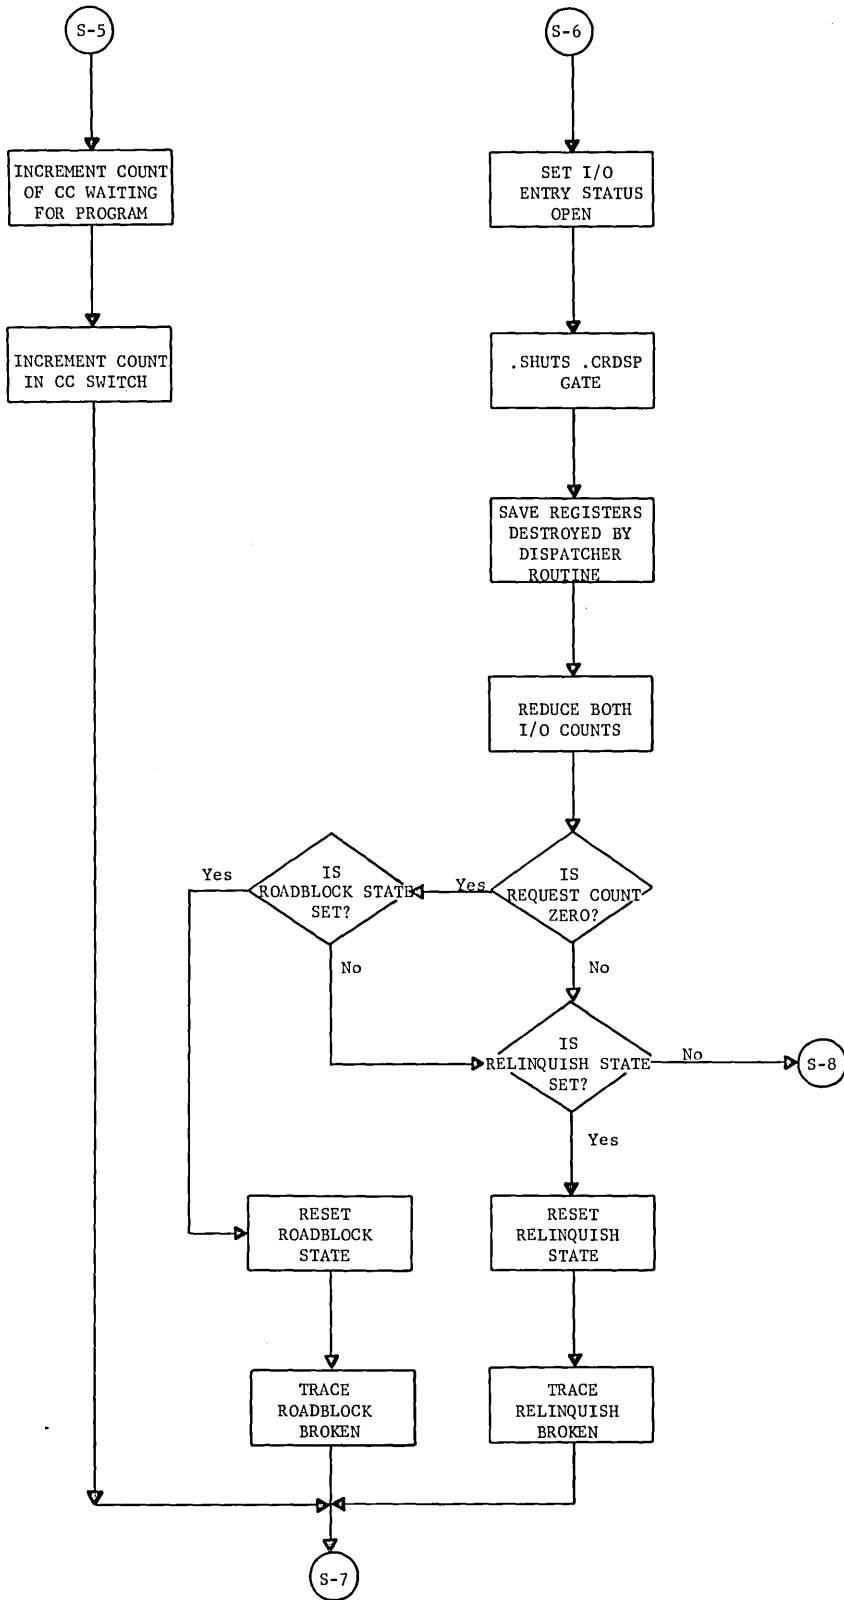 S-5
S-6
INCREMENT COUNT
OF CC WAITING
FOR PROGRAM
SET I/O
ENTRY STATUS
OPEN
INCREMENT COUNT
IN CC SWITCH
.SHUTS .CRDSP
GATE
SAVE REGISTERS
DESTROYED BY
DISPATCHER
ROUTINE
REDUCE BOTH
I/O COUNTS
Yes
IS
ROADBLOCK STATE
SET?
Yes
IS
REQUEST COUNT
ZERO?
No
No
IS
RELINQUISH STATE
SET?
No
S-8
Yes
RESET
ROADBLOCK
STATE
RESET
RELINQUISH
STATE
TRACE
ROADBLOCK
BROKEN
TRACE
RELINQUISH
BROKEN
S-7